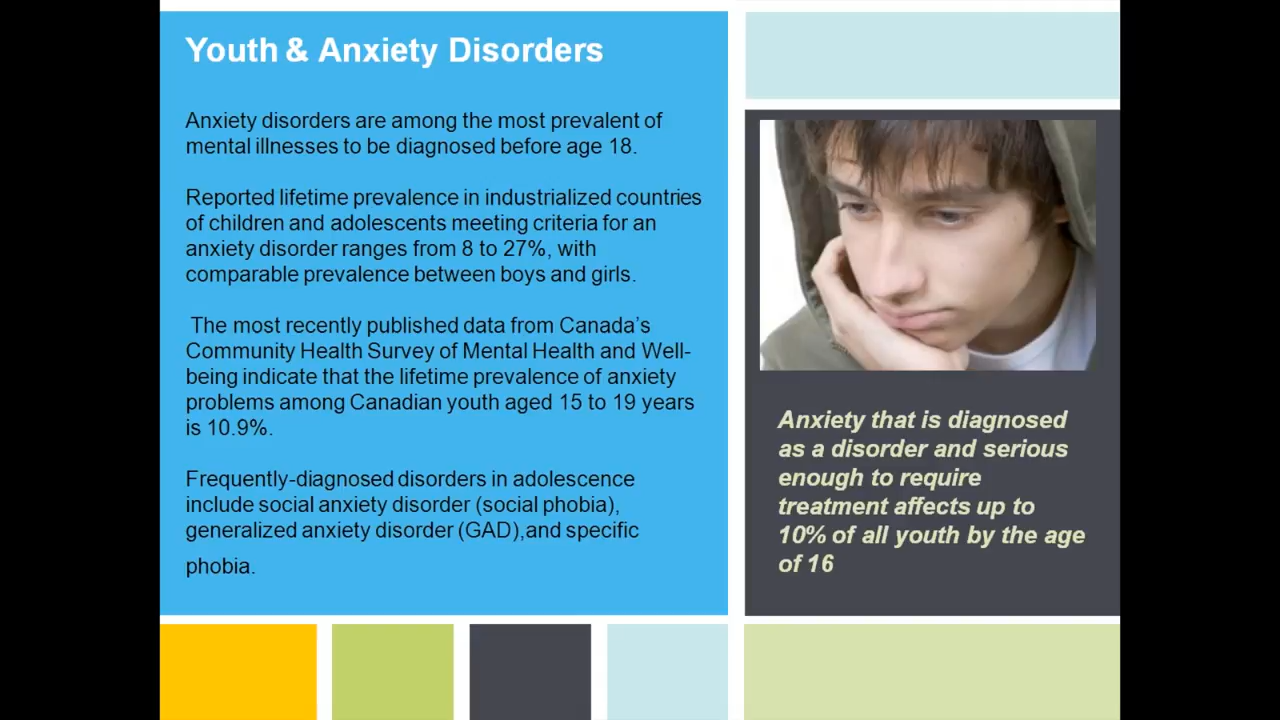 Youth & Anxiety Disorders
Anxiety disorders are among the most prevalent of
mental illnesses to be diagnosed before age 18.
Reported lifetime prevalence in industrialized countries
of children and adolescents meeting criteria for an
anxiety disorder ranges from 8 to 27%, with
comparable prevalence between boys and girls.
The most recently published data from Canada’s
Community Health Survey of Mental Health and Well-
being indicate that the lifetime prevalence of anxiety
problems among Canadian youth aged 15 to 19 years
is 10.9%.
Frequently-diagnosed disorders in adolescence
include social anxiety disorder (social phobia),
generalized anxiety disorder (GAD),and specific
phobia.
Anxiety that is diagnosed
as a disorder and serious
enough to require
treatment affects up to
10% of all youth by the age
of 16